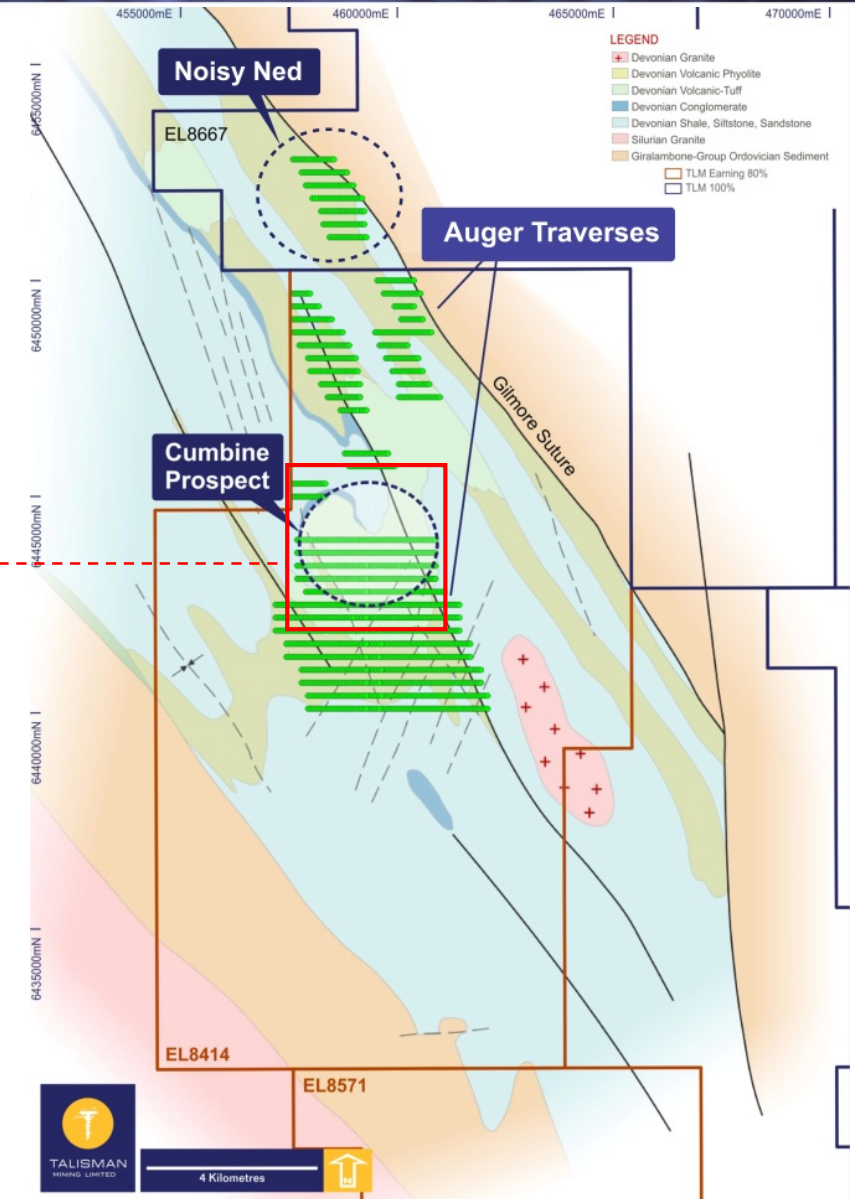 455000mE
460000mE
465000mE
470000mE
LEGEND
Devonian Granite
Devonian Volcanic Phyolite
Devonian Volcanic-Tuff
Devonian Conglomerate
Devonian Shale, Siltstone, Sandstone
Silurian Granite
Giralambone-Group Ordovician Sediment
TLM Earning 80%
TLM 100%
Noisy Ned
6455000mN
EL8667
Auger Traverses
6450000mN
Gilmore Suture
Cumbine
Prospect
6445000mN
6440000mN
6435000mN
EL8414
EL8571
TALISMAN
MINING LIMITED
4 Kilometres
N